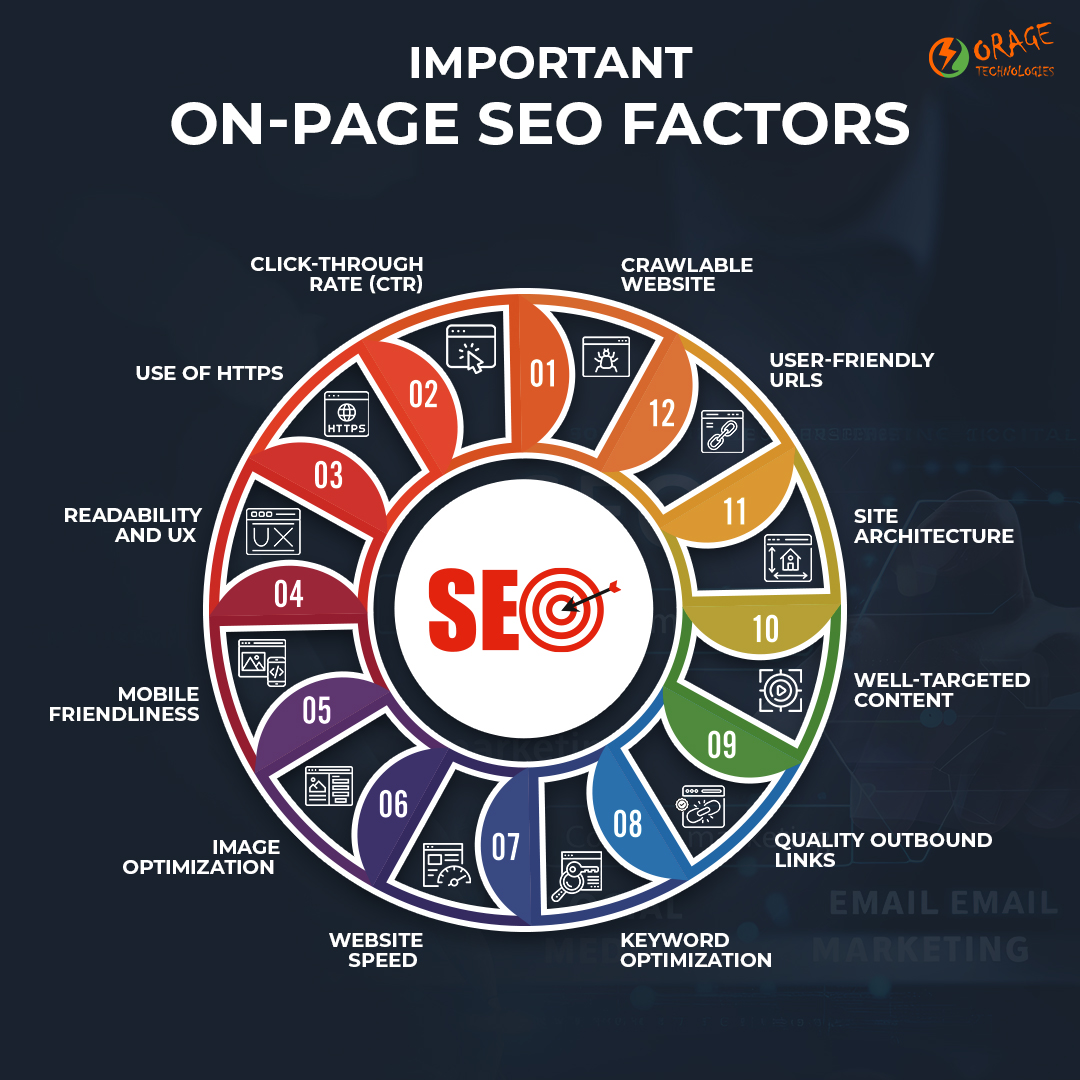 IMPORTANT
ON-PAGE SEO FACTORS
ORAGE
TECHNOLOGIES
CLICK-THROUGH
RATE (CTR)
CRAWLABLE
WEBSITE
USE OF HTTPS
USER-FRIENDLY
URLS
READABILITY
AND UX
SITE
ARCHITECTURE
MOBILE
FRIENDLINESS
WELL-TARGETED
CONTENT
IMAGE
OPTIMIZATION
QUALITY OUTBOUND
LINKS
WEBSITE
SPEED
KEYWORD
OPTIMIZATION
01
02
03
04
05
06
07
08
09
10
11
12
HTTPS
UX
SEO
EMAIL EMAIL
MARKETING